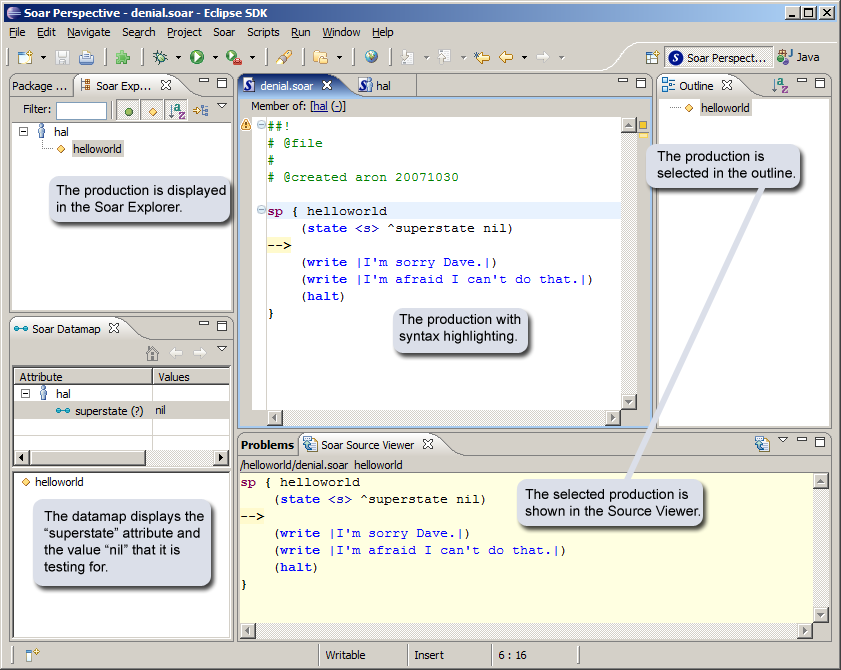 Soar Perspective - denial.soar - Eclipse SDK
File Edit Navigate Search Project Soar Scripts Run Window Help
Soar Perspect... Java
Package ... Soar Exp...
Filter:
hal
helloworld
The production is displayed
in the Soar Explorer.
denial.soar hal
Member of: [hal (-)]
##!
# @file
#
# @created aron 20071030
sp { helloworld
(state <s> ^superstate nil)
-->
(write |I'm sorry Dave.|)
(write |I'm afraid I can't do that.|)
(halt)
}
The production with
syntax highlighting.
Outline
helloworld
The production is
selected in the outline.
Soar Datamap
Attribute Values
hal
superstate (?) nil
helloworld
The datamap displays the
“superstate” attribute and
the value “nil” that it is
testing for.
Problems Soar Source Viewer
/helloworld/denial.soar helloworld
sp { helloworld
(state <s> ^superstate nil)
-->
(write |I'm sorry Dave.|)
(write |I'm afraid I can't do that.|)
(halt)
}
The selected production is
shown in the Source Viewer.
Writable Insert 6 : 16